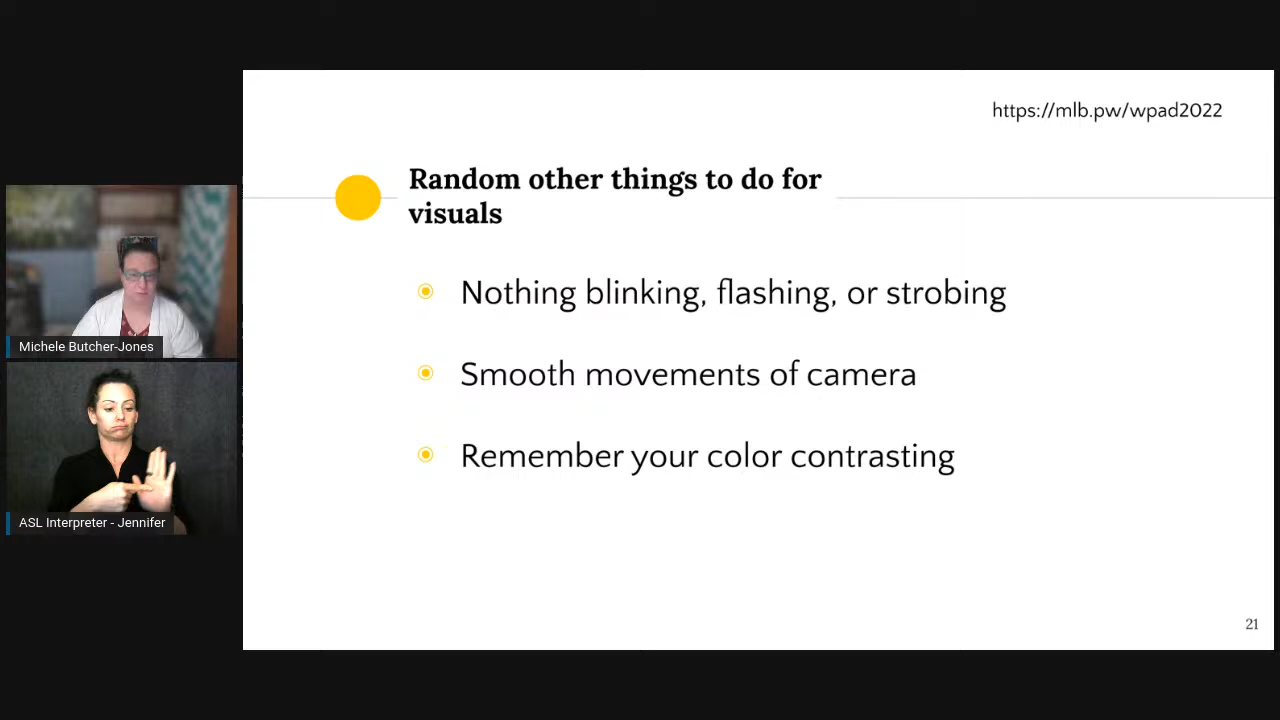 https://mlb.pw/wpad2022
Random other things to do for
visuals
Nothing blinking, flashing, or strobing
Smooth movements of camera
Remember your color contrasting
21
Michele Butcher-Jones
ASL Interpreter - Jennifer